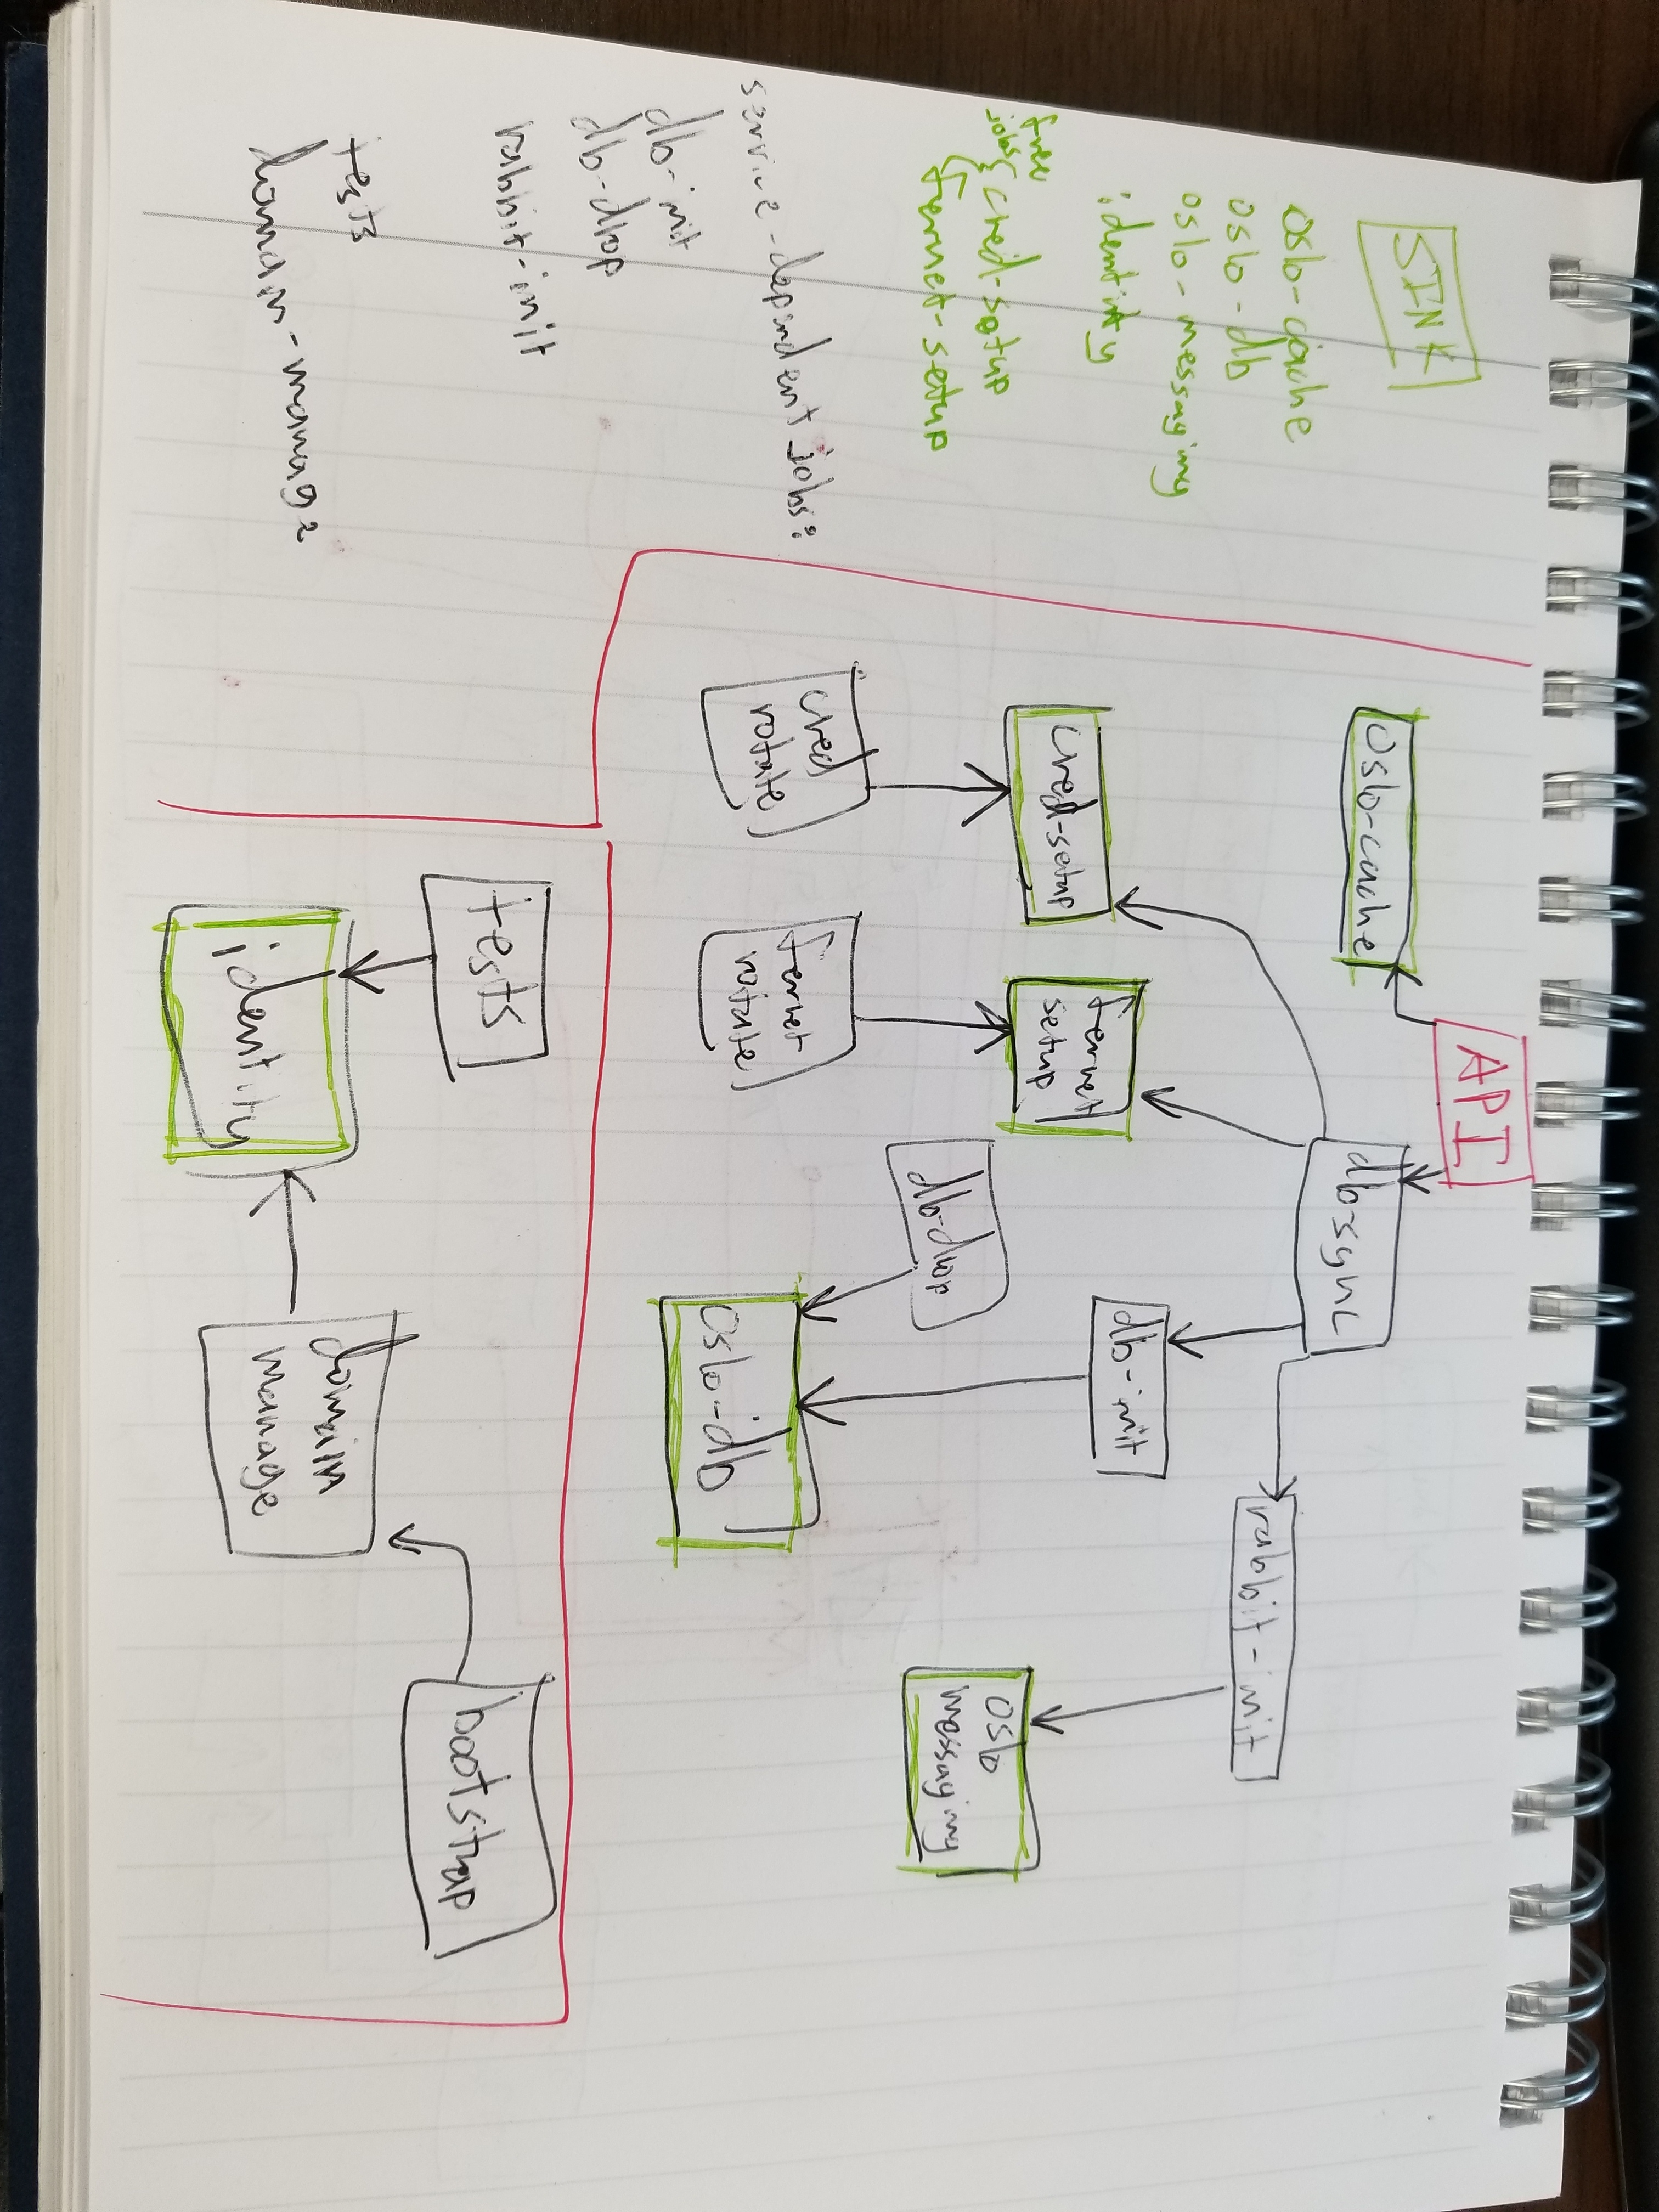 SINK
oslo-cache
oslo-db
oslo-messaging
identity
free
jobs { cred-setup
fernet-setup
service-dependent jobs:
db-init
db-drop
rabbit-init
tests
domain-manage
API
oslo-cache
db-sync
cred-setup
fernet
setup
db-init
rabbit-init
cred
rotate
fernet
rotate
db-drop
oslo-db
oslo
messaging
tests
identity
domain
manage
bootstrap